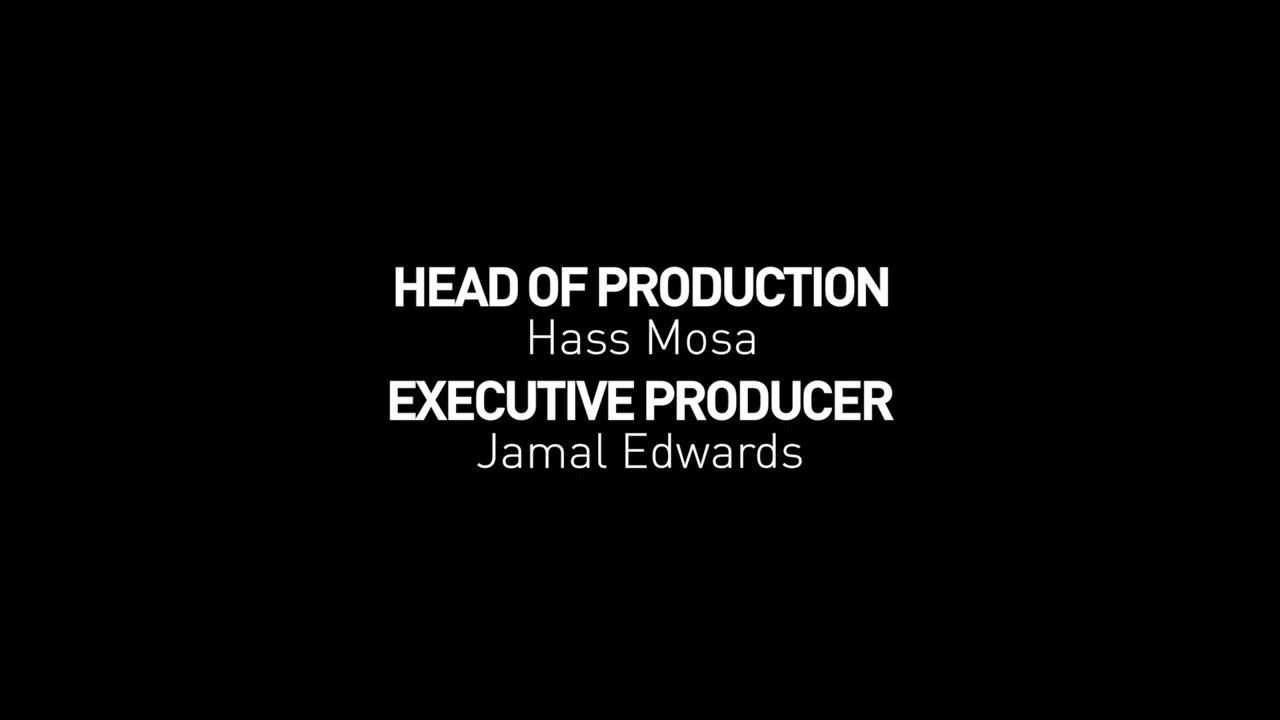 HEAD OF PRODUCTION
Hass Mosa
EXECUTIVE PRODUCER
Jamal Edwards